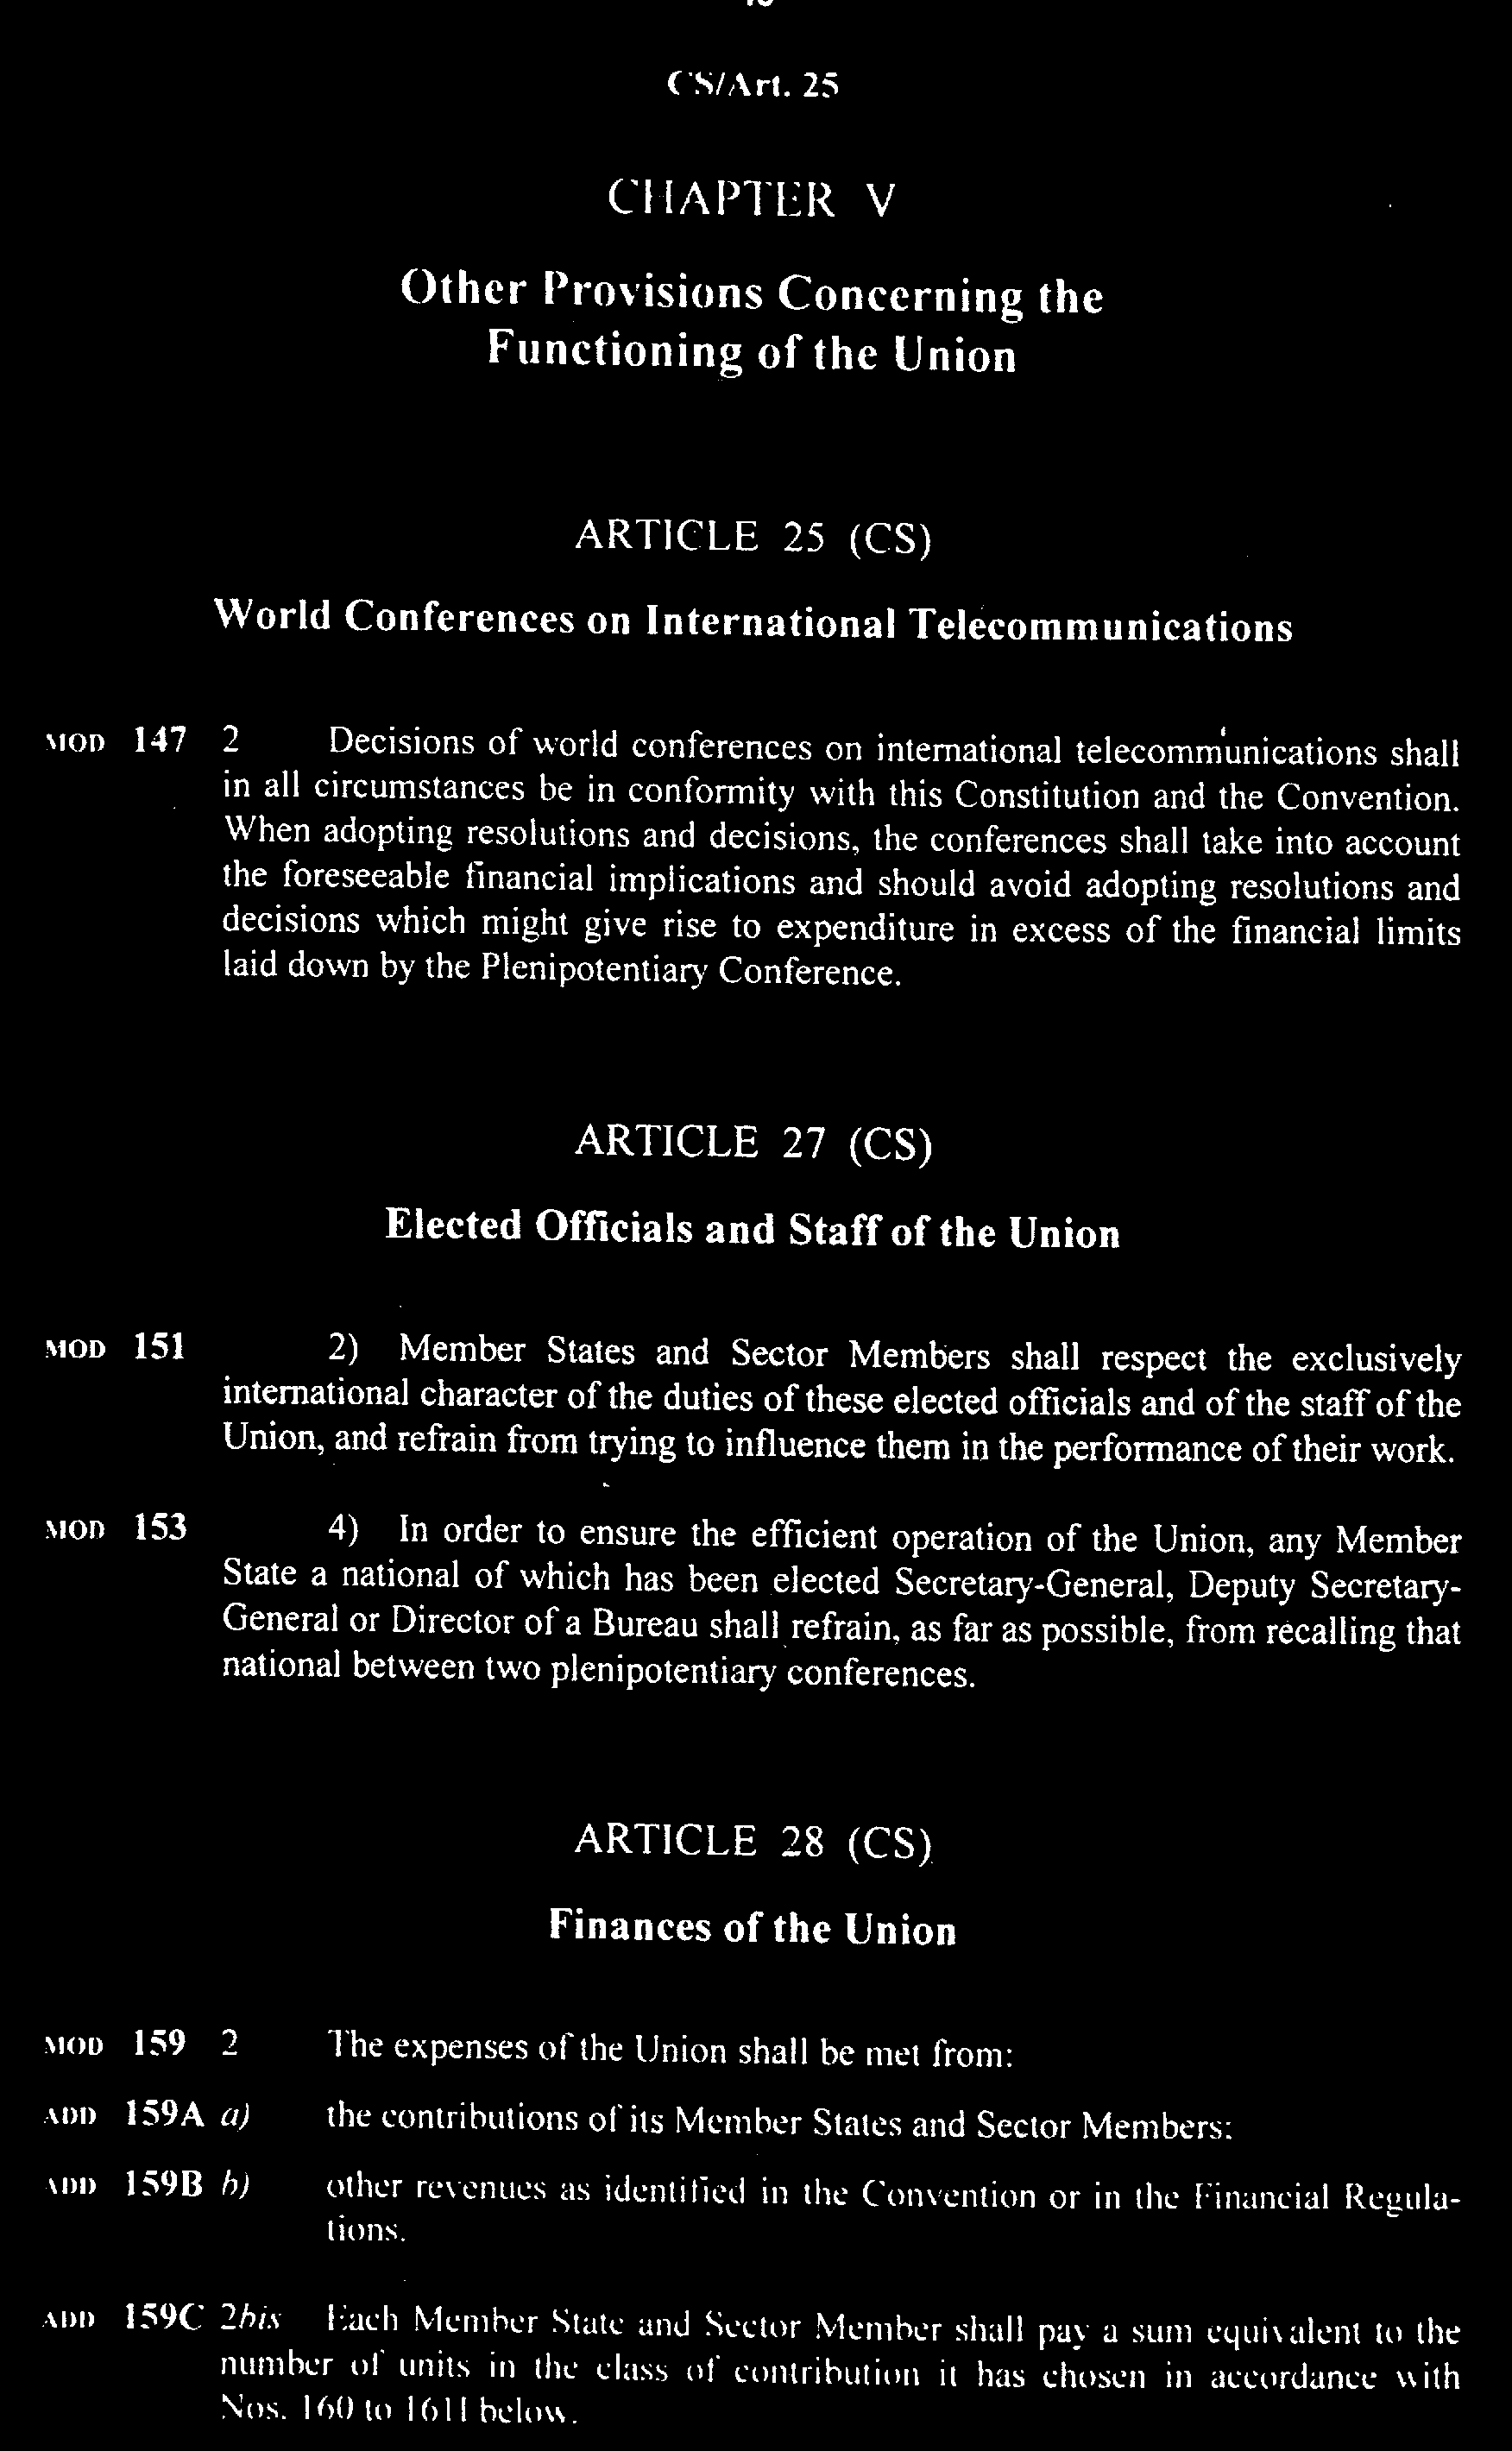 CS/Art. 25
CHAPTER V
Other Provisions Concerning the
Functioning of the Union
ARTICLE 25 (CS)
World Conferences on International Telecommunications
MOD 147 2 Decisions of world conferences on international telecommunications shall
in all circumstances be in conformity with this Constitution and the Convention.
When adopting resolutions and decisions, the conferences shall take into account
the foreseeable financial implications and should avoid adopting resolutions and
decisions which might give rise to expenditure in excess of the financial limits
laid down by the Plenipotentiary Conference.
ARTICLE 27 (CS)
Elected Officials and Staff of the Union
MOD 151 2) Member States and Sector Members shall respect the exclusively
international character of the duties of these elected officials and of the staff of the
Union, and refrain from trying to influence them in the performance of their work.
MOD 153 4) In order to ensure the efficient operation of the Union, any Member
State a national of which has been elected Secretary-General, Deputy Secretary-
General or Director of a Bureau shall refrain, as far as possible, from recalling that
national between two plenipotentiary conferences.
ARTICLE 28 (CS)
Finances of the Union
MOD 159 2 The expenses of the Union shall be met from:
ADD 159A a) the contributions of its Member States and Sector Members;
ADD 159B b) other revenues as identified in the Convention or in the Financial Regula-
tions.
ADD 159C 2bis Each Member State and Sector Member shall pay a sum equivalent to the
number of units in the class of contribution it has chosen in accordance with
Nos. 160 to 161I below.